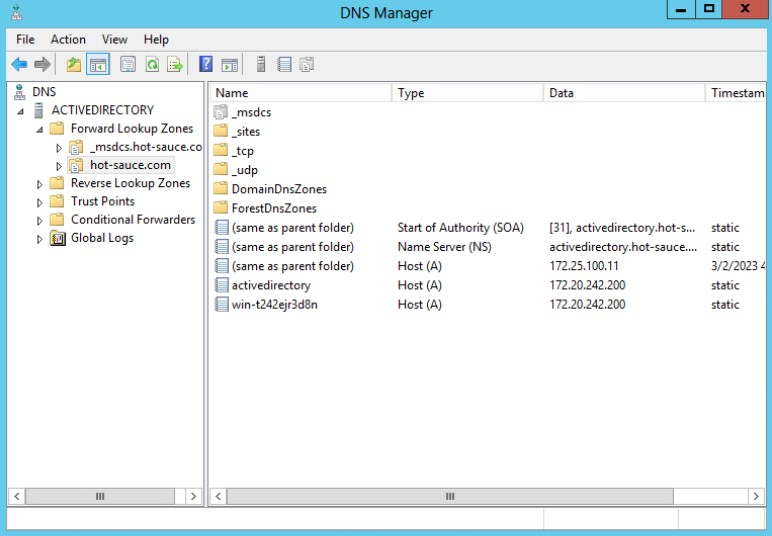 DNS Manager
File Action View Help
DNS
ACTIVEDIRECTORY
Forward Lookup Zones
_msdcs.hot-sauce.co
hot-sauce.com
Reverse Lookup Zones
Trust Points
Conditional Forwarders
Global Logs
Name Type Data Timestam
_msdcs
_sites
_tcp
_udp
DomainDnsZones
ForestDnsZones
(same as parent folder) Start of Authority (SOA) [31], activedirectory.hot-s... static
(same as parent folder) Name Server (NS) activedirectory.hot-sauce.... static
(same as parent folder) Host (A) 172.25.100.11 3/2/2023 4
activedirectory Host (A) 172.20.242.200 static
win-t242ejr3d8n Host (A) 172.20.242.200 static